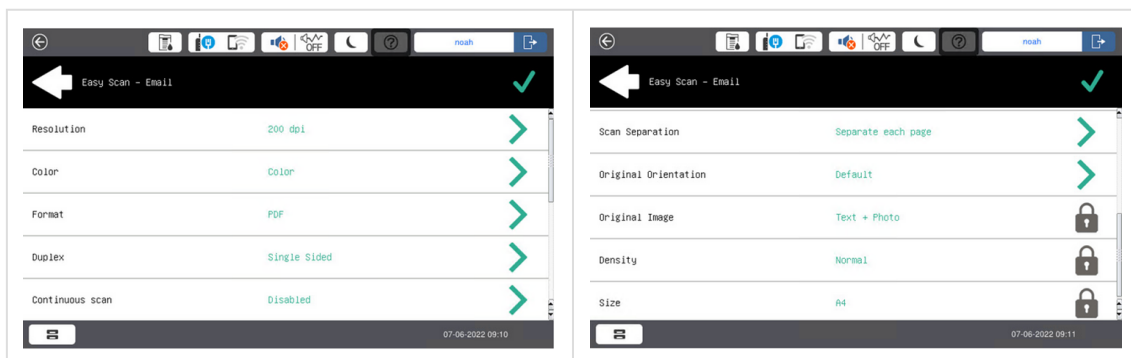 OFF
noah
Easy Scan - Email
Resolution 200 dpi
Color Color
Format PDF
Duplex Single Sided
Continuous scan Disabled
07-06-2022 09:10
OFF
noah
Easy Scan - Email
Scan Separation Separate each page
Original Orientation Default
Original Image Text + Photo
Density Normal
Size A4
07-06-2022 09:11